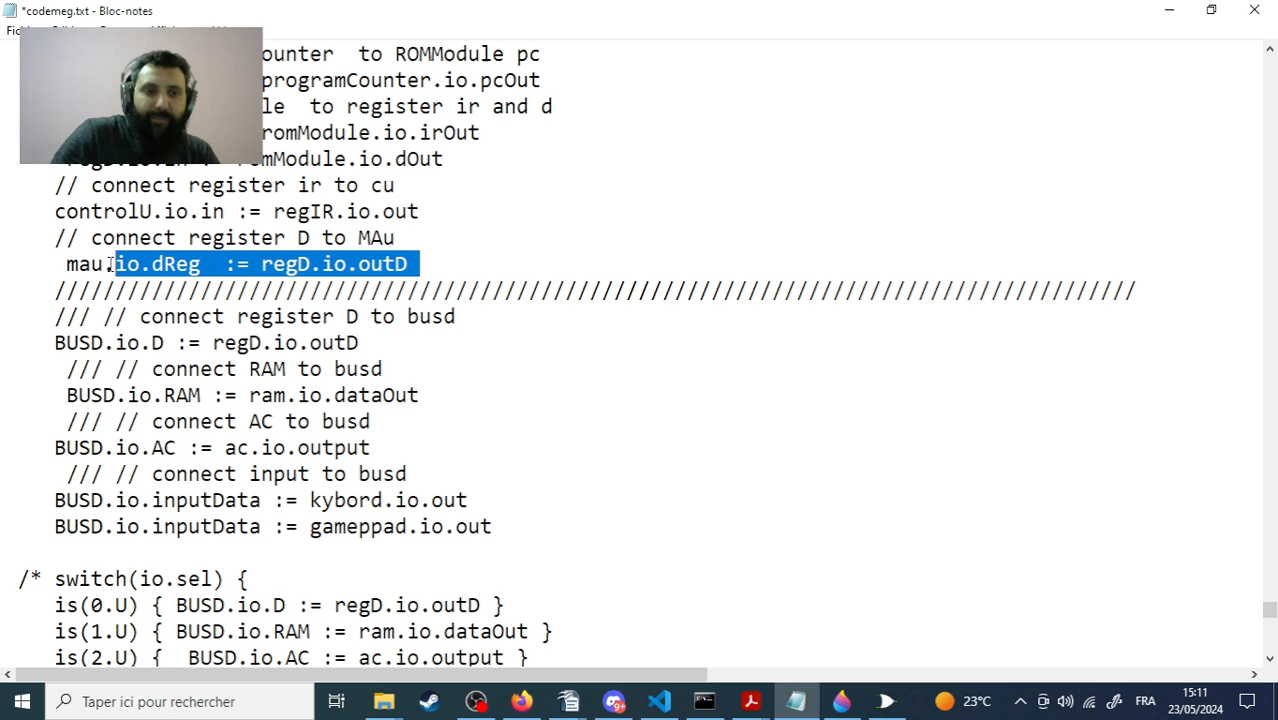 *codemeg.txt - Bloc-notes
ounter  to ROMModule pc
programCounter.io.pcOut
le  to register ir and d
romModule.io.irOut
romModule.io.dOut
// connect register ir to cu
controlU.io.in := regIR.io.out
// connect register D to MAu
mau.io.dReg  := regD.io.outD
/////////////////////////////////////////////////////////////////////////////////////////
/// // connect register D to busd
BUSD.io.D := regD.io.outD
/// // connect RAM to busd
BUSD.io.RAM := ram.io.dataOut
/// // connect AC to busd
BUSD.io.AC := ac.io.output
/// // connect input to busd
BUSD.io.inputData := kybord.io.out
BUSD.io.inputData := gameppad.io.out
/* switch(io.sel) {
is(0.U) { BUSD.io.D := regD.io.outD }
is(1.U) { BUSD.io.RAM := ram.io.dataOut }
is(2.U) {  BUSD.io.AC := ac.io.output }
Taper ici pour rechercher
9+
23°C
FRA
15:11
23/05/2024